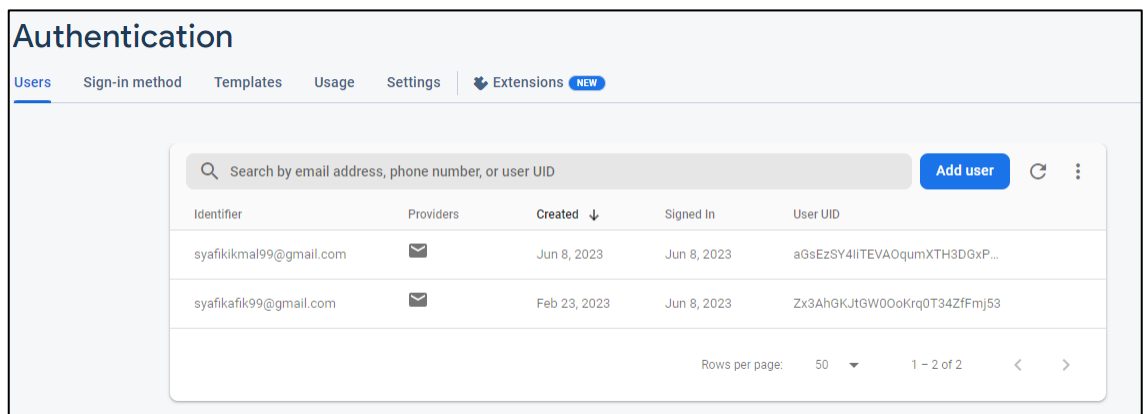 Authentication
Users Sign-in method Templates Usage Settings Extensions NEW
Search by email address, phone number, or user UID Add user
Identifier Providers Created Signed In User UID
syafikikmal99@gmail.com Jun 8, 2023 Jun 8, 2023 aGsEzSY4IiTEVAOqumXTH3DGxP...
syafikafik99@gmail.com Feb 23, 2023 Jun 8, 2023 Zx3AhGKJtGW0OoKrq0T34ZfFmj53
Rows per page: 50 1 – 2 of 2